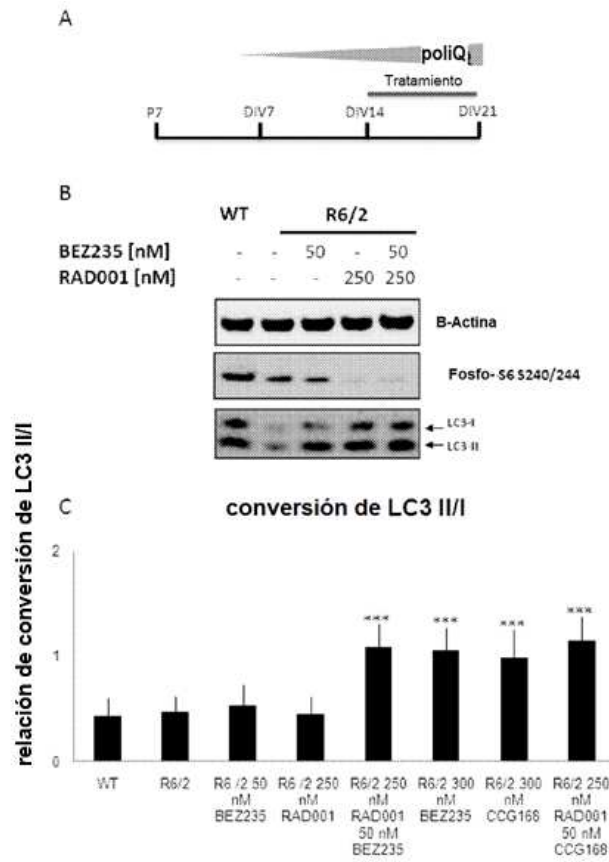 A
poliQ
Tratamiento
P7 DIV7 DIV14 DIV21
B
WT R6/2
BEZ235 [nM] - - 50 - 50
RAD001 [nM] - - - 250 250
B-Actina
Fosfo- S6 S240/244
LC3-I
LC3-II
C
conversión de LC3 II/I
relación de conversión de LC3 II/I
2
1
0
*** *** *** ***
WT
R6/2
R6 /2 50
nM
BEZ235
R6 /2 250
nM
RAD001
R6/2 250
nM
RAD001
50 nM
BEZ235
R6/2 300
nM
BEZ235
R6/2 300
nM
CCG168
R6/2 250
nM
RAD001
50 nM
CCG168